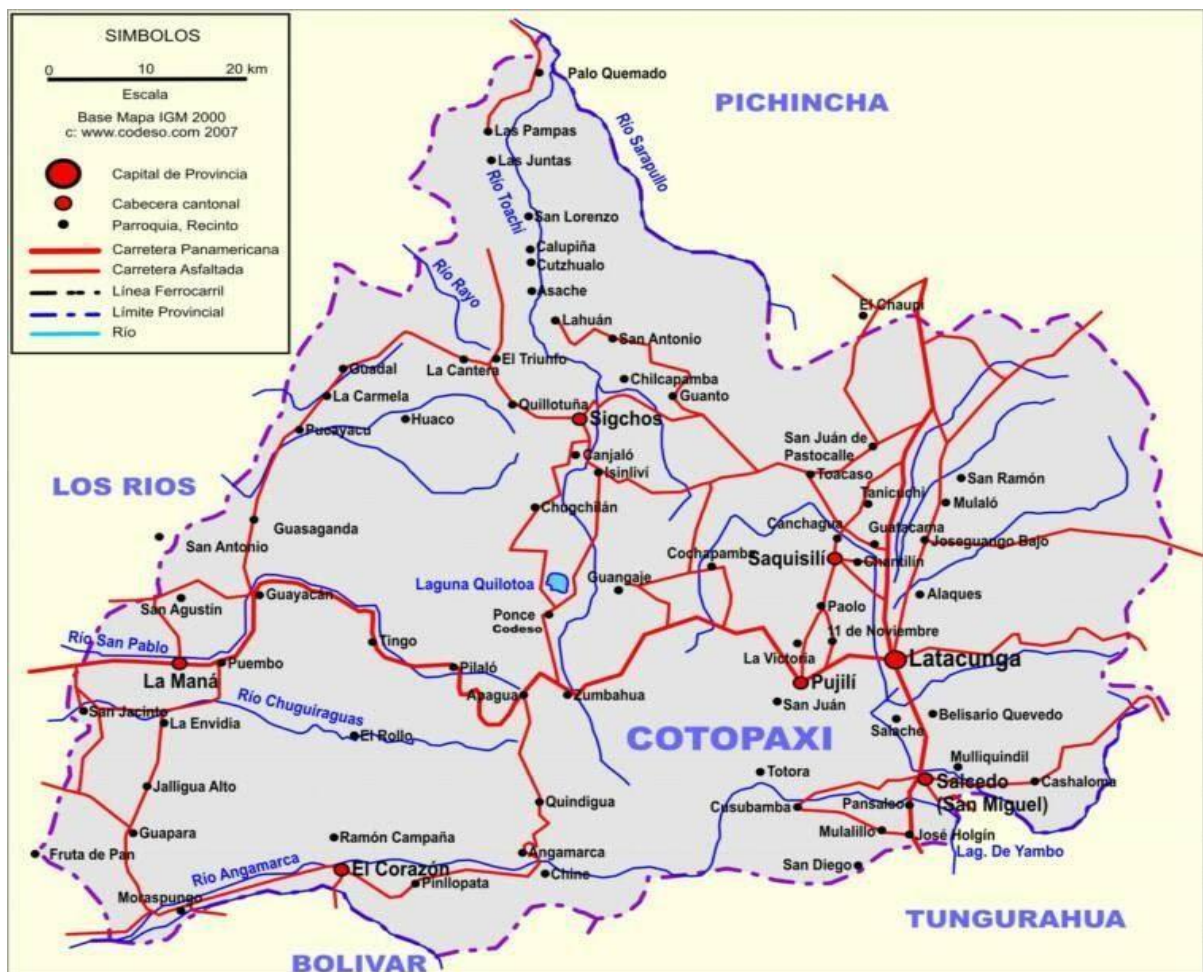 SIMBOLOS
0 10 20 km
Escala
Base Mapa IGM 2000
c: www.codeso.com 2007
Capital de Provincia
Cabecera cantonal
Parroquia, Recinto
Carretera Panamericana
Carretera Asfaltada
Línea Ferrocarril
Límite Provincial
Río
Palo Quemado
PICHINCHA
Las Pampas
Río Sarapullo
Las Juntas
Río Toachi
San Lorenzo
Calupiña
Cutzhualo
Río Rayo
Asache
El Chaupi
Lahuán
San Antonio
El Triunfo
La Cantera
Guadal
Chilcapamba
La Carmela
Guanto
Quillotuña
Huaco
Sigchos
Pucayacu
San Juán de
Pastocalle
Canjaló
Isinliví
Toacaso
San Ramón
LOS RIOS
Tanicuchi
Mulaló
Chugchilán
Guasaganda
Canchagua
Guatacama
San Antonio
Joseguango Bajo
Cochapamba
Saquisilí
Chantilín
Laguna Quilotoa
Guangaje
Guayacán
Alaques
San Agustín
Paolo
Ponce
Codeso
11 de Noviembre
Río San Pablo
Tingo
La Victoria
Latacunga
Puembo
Pilaló
La Maná
Pujilí
Apagua
Zumbahua
Río Chuguiraguas
San Juán
San Jacinto
La Envidia
Belisario Quevedo
Salache
El Rollo
COTOPAXI
Mulliquindil
Totora
Jalligua Alto
Salcedo
Cashaloma
(San Miguel)
Quindigua
Cusubamba
Pansaleo
Guapara
Mulalillo
José Holgín
Ramón Campaña
Fruta de Pan
Angamarca
Lag. De Yambo
Río Angamarca
El Corazón
San Diego
Chine
Pinllopata
Moraspungo
TUNGURAHUA
BOLIVAR